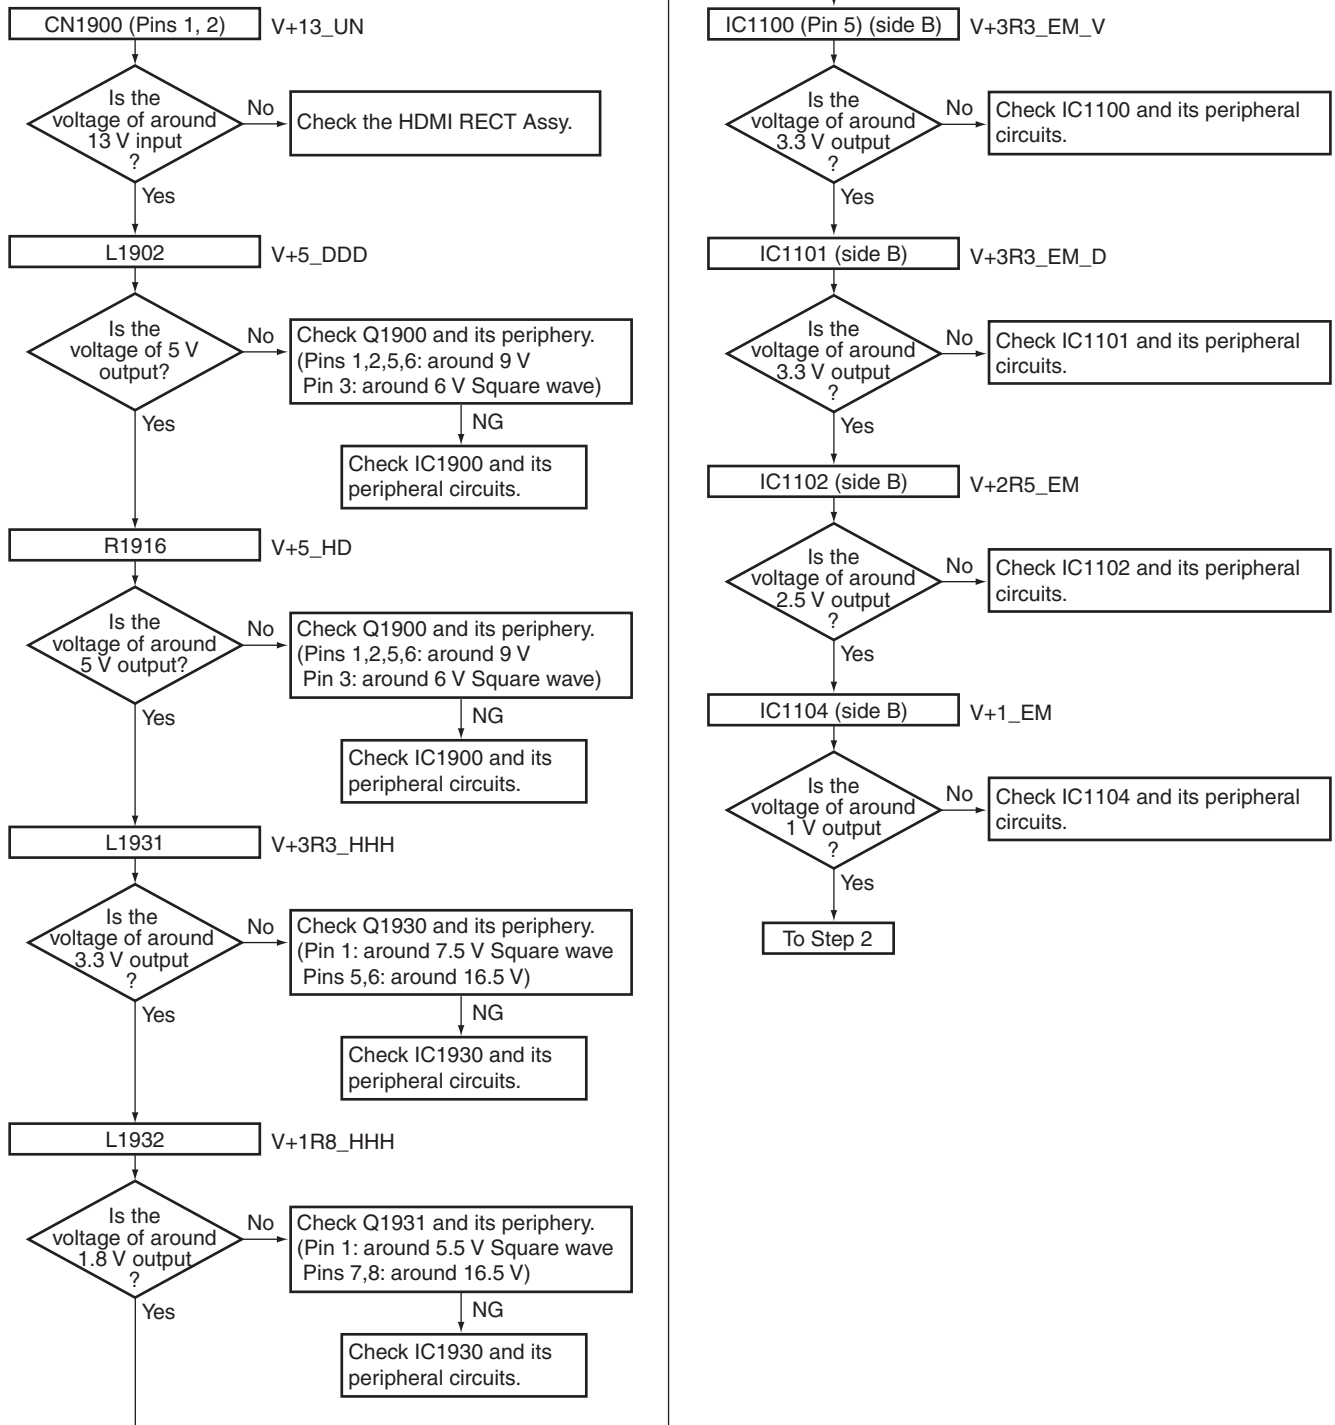 CN1900 (Pins 1, 2)
V+13_UN
Is the
voltage of around
13 V input
?
No
Check the HDMI RECT Assy.
Yes
L1902
V+5_DDD
Is the
voltage of 5 V
output?
No
Check Q1900 and its periphery.
(Pins 1,2,5,6: around 9 V
Pin 3: around 6 V Square wave)
NG
Check IC1900 and its
peripheral circuits.
Yes
R1916
V+5_HD
Is the
voltage of around
5 V output?
No
Check Q1900 and its periphery.
(Pins 1,2,5,6: around 9 V
Pin 3: around 6 V Square wave)
NG
Check IC1900 and its
peripheral circuits.
Yes
L1931
V+3R3_HHH
Is the
voltage of around
3.3 V output
?
No
Check Q1930 and its periphery.
(Pin 1: around 7.5 V Square wave
Pins 5,6: around 16.5 V)
NG
Check IC1930 and its
peripheral circuits.
Yes
L1932
V+1R8_HHH
Is the
voltage of around
1.8 V output
?
No
Check Q1931 and its periphery.
(Pin 1: around 5.5 V Square wave
Pins 7,8: around 16.5 V)
NG
Check IC1930 and its
peripheral circuits.
Yes
IC1100 (Pin 5) (side B)
V+3R3_EM_V
Is the
voltage of around
3.3 V output
?
No
Check IC1100 and its peripheral
circuits.
Yes
IC1101 (side B)
V+3R3_EM_D
Is the
voltage of around
3.3 V output
?
No
Check IC1101 and its peripheral
circuits.
Yes
IC1102 (side B)
V+2R5_EM
Is the
voltage of around
2.5 V output
?
No
Check IC1102 and its peripheral
circuits.
Yes
IC1104 (side B)
V+1_EM
Is the
voltage of around
1 V output
?
No
Check IC1104 and its peripheral
circuits.
Yes
To Step 2